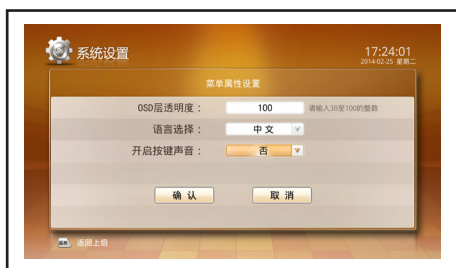 系统设置
17:24:01
2014-02-25 星期二
菜单属性设置
OSD层透明度： 100 请输入30至100的整数
语言选择： 中文
开启按键声音： 否
确认 取消
返回上级